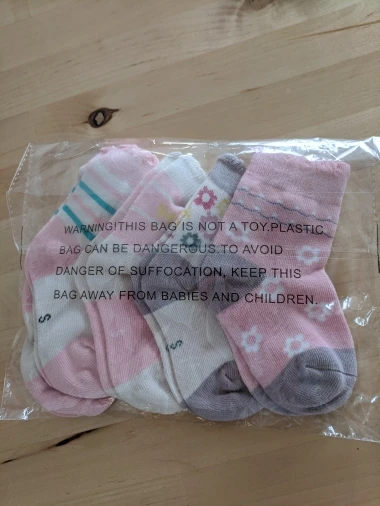 WARNING!THIS BAG IS NOT A TOY.PLASTIC
BAG CAN BE DANGEROUS.TO AVOID
DANGER OF SUFFOCATION, KEEP THIS
BAG AWAY FROM BABIES AND CHILDREN.
S
S